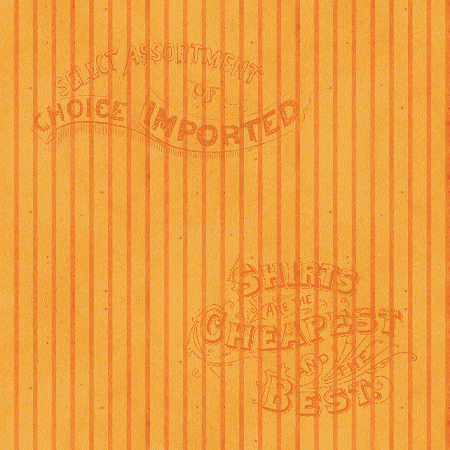 SELECT ASSORTMENT
OF
CHOICE IMPORTED
SHIRTS
ARE THE
CHEAPEST
AND THE
BEST.